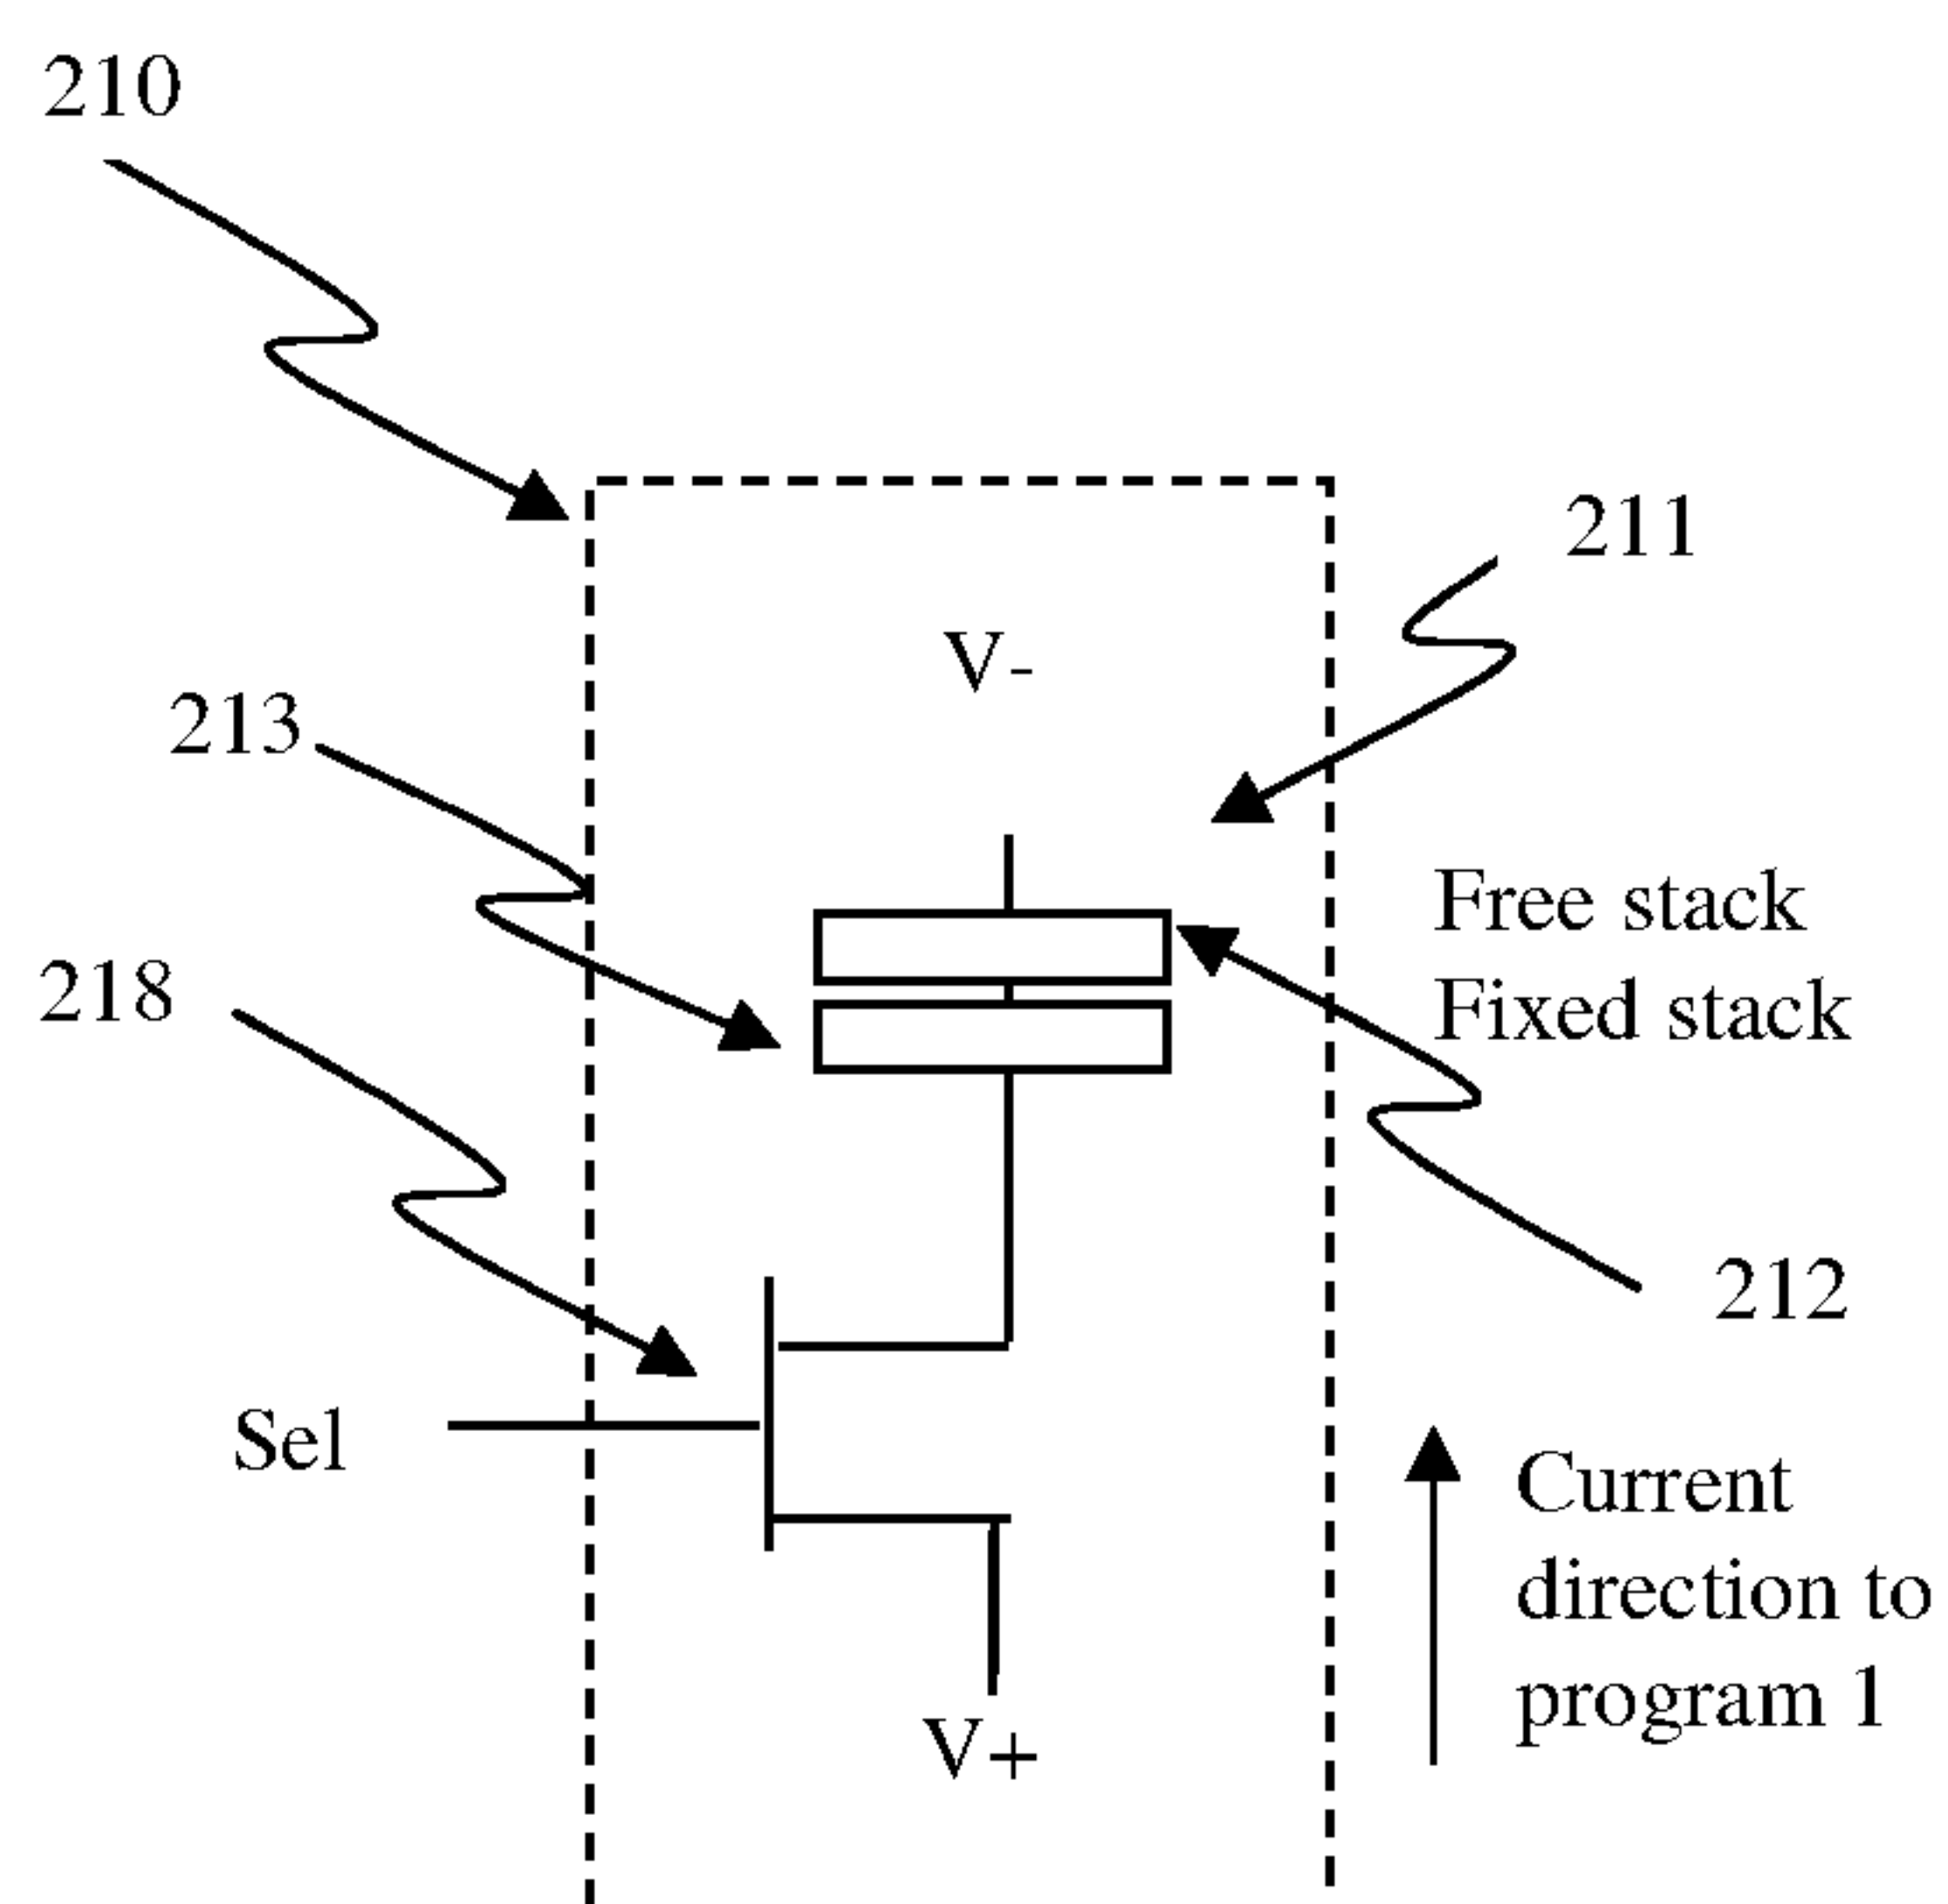 210
211
V-
213
Free stack
218
Fixed stack
212
Sel
Current
direction to
program 1
V+